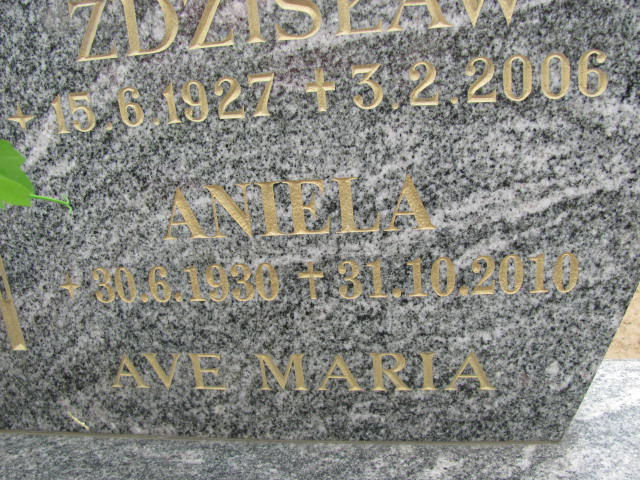 ZDZISŁAW
* 15.6.1927 ✝ 3.2.2006
ANIELA
* 30.6.1930 ✝ 31.10.2010
AVE MARIA